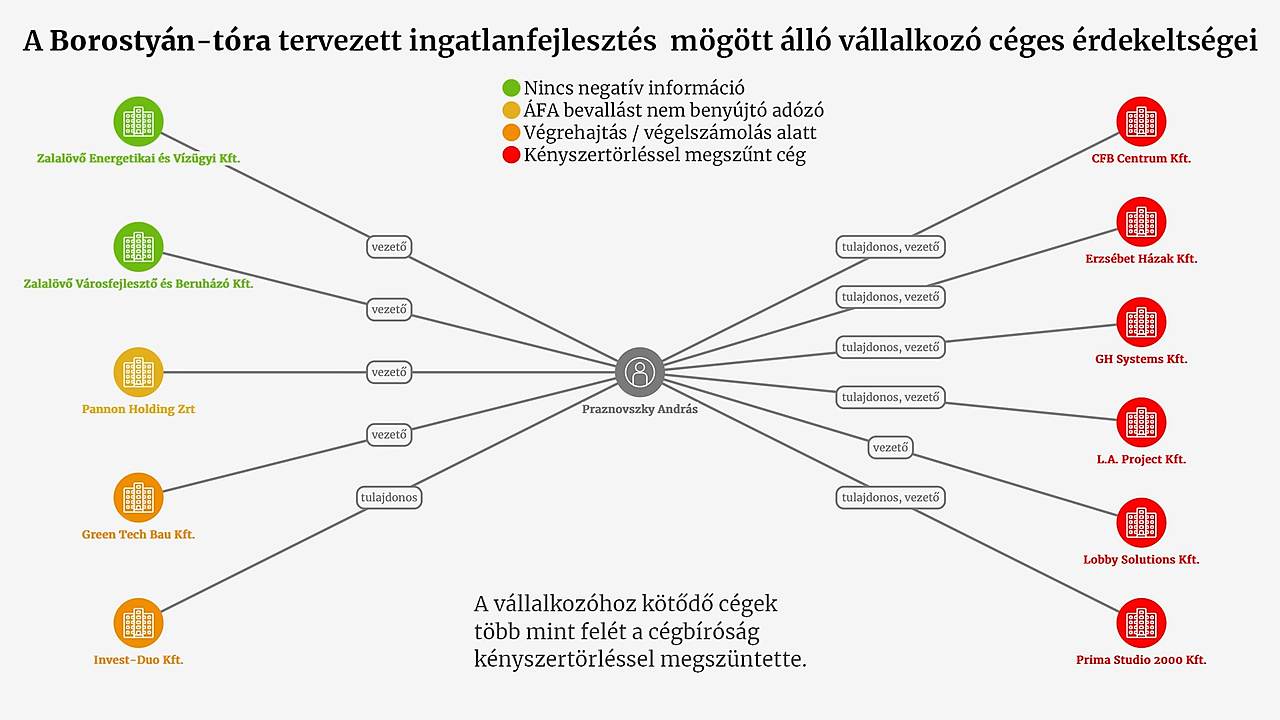 A Borostyán-tóra tervezett ingatlanfejlesztés mögött álló vállalkozó céges érdekeltségei
Nincs negatív információ
ÁFA bevallást nem benyújtó adózó
Végrehajtás / végelszámolás alatt
Kényszertörléssel megszűnt cég
Zalalövő Energetikai és Vízügyi Kft.
vezető
Zalalövő Városfejlesztő és Beruházó Kft.
vezető
Pannon Holding Zrt
vezető
Green Tech Bau Kft.
vezető
Invest-Duo Kft.
tulajdonos
Praznovszky András
CFB Centrum Kft.
tulajdonos, vezető
Erzsébet Házak Kft.
tulajdonos, vezető
GH Systems Kft.
tulajdonos, vezető
L.A. Project Kft.
tulajdonos, vezető
Lobby Solutions Kft.
vezető
Prima Studio 2000 Kft.
tulajdonos, vezető
A vállalkozóhoz kötődő cégek
több mint felét a cégbíróság
kényszertörléssel megszüntette.